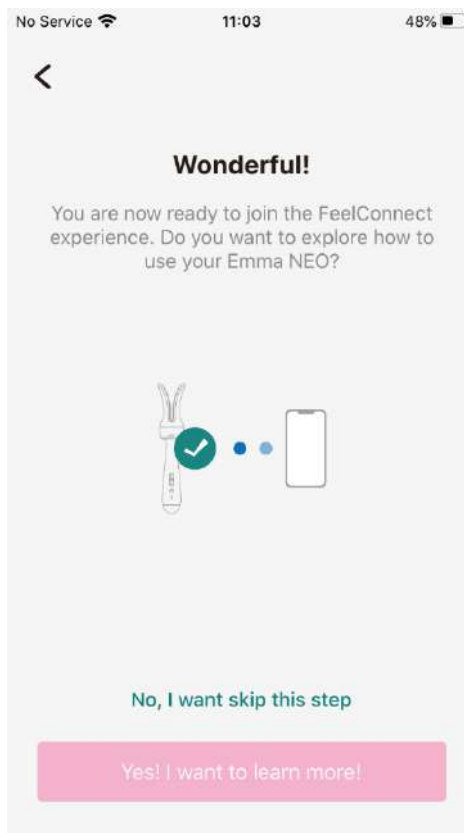 No Service 11:03 48%
Wonderful!
You are now ready to join the FeelConnect
experience. Do you want to explore how to
use your Emma NEO?
No, I want skip this step
Yes! I want to learn more!